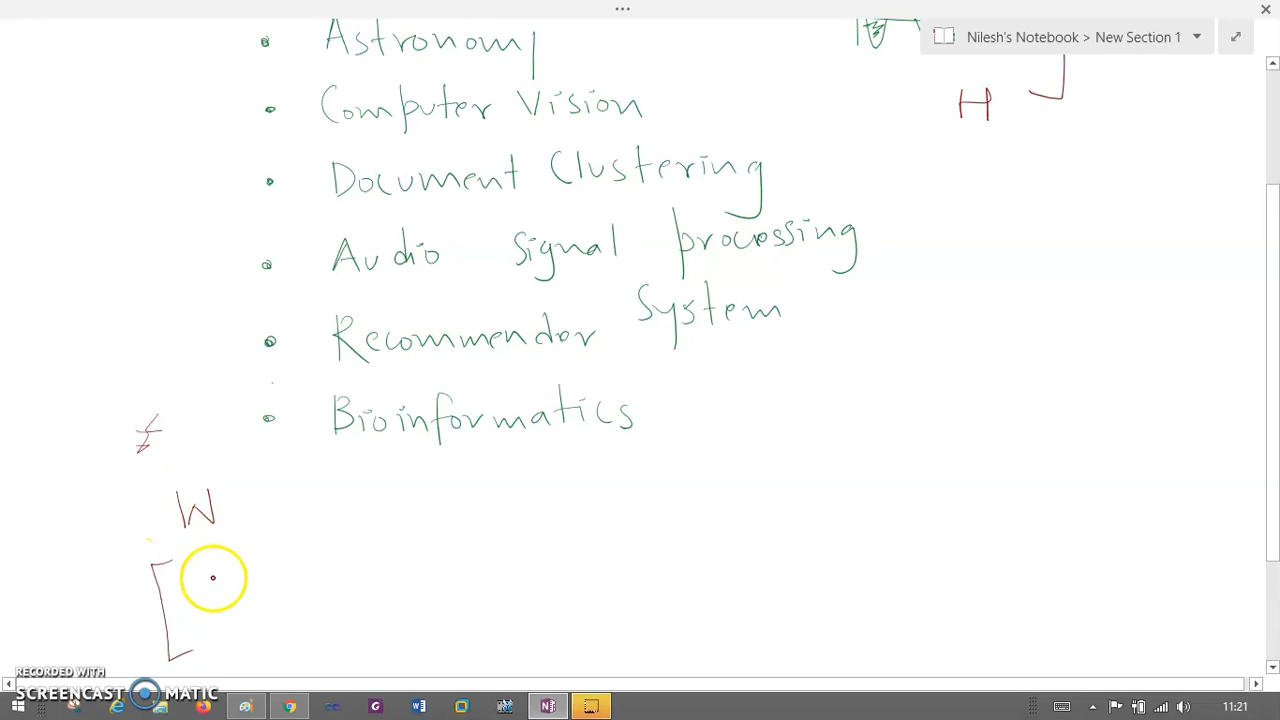 Nilesh's Notebook > New Section 1
• Astronomy
H
• Computer Vision
• Document Clustering
• Audio signal processing
• Recommendor System
• Bioinformatics
W
[
RECORDED WITH
SCREENCAST MATIC
11:21